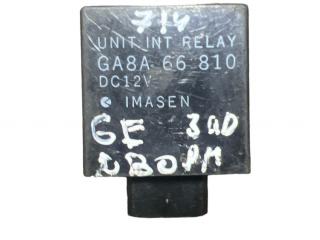 714
UNIT INT RELAY
GA8A 66 810
DC12V
IMASEN
GE